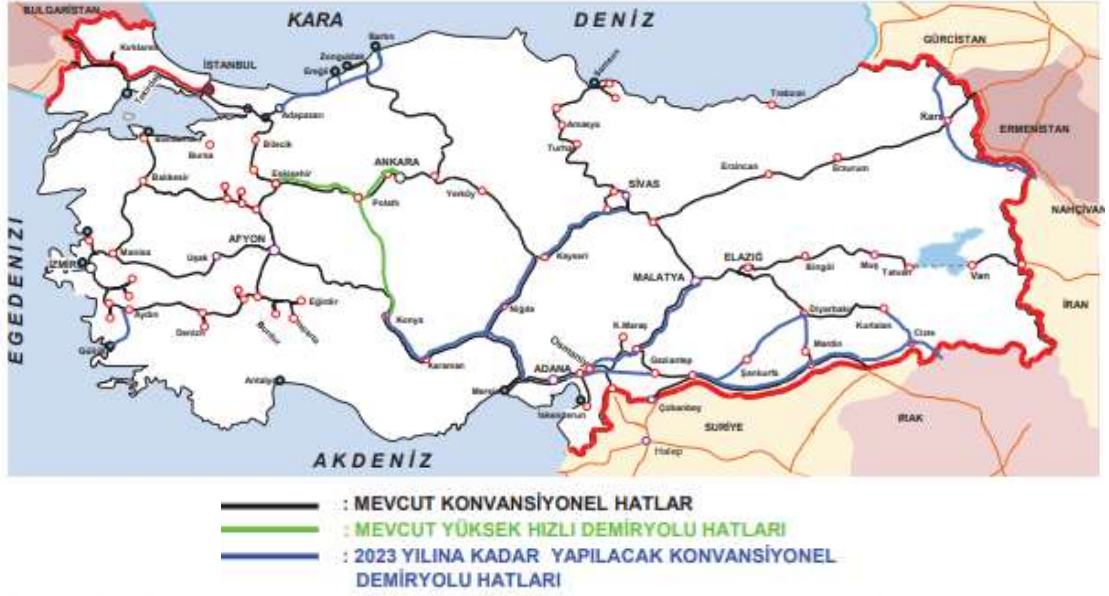 BULGARİSTAN
KARA DENİZ
GÜRCİSTAN
Kırklareli
Tekirdağ
İSTANBUL
Bartın
Zonguldak
Ereğli
Adapazarı
Samsun
Trabzon
Kars
ERMENİSTAN
Amasya
Turhal
Bilecik
Bursa
Balıkesir
Eskişehir
ANKARA
Polatlı
Yerköy
SİVAS
Erzincan
Erzurum
NAHÇİVAN
EGEDENİZİ
Manisa
İZMİR
Uşak
AFYON
Kayseri
MALATYA
ELAZIĞ
Bingöl
Muş
Tatvan
Van
İRAN
Aydın
Denizli
Eğirdir
Burdur
Isparta
Konya
Niğde
K.Maraş
Diyarbakır
Kurtalan
Cizre
Mardin
Güllük
Karaman
Osmaniye
ADANA
Gaziantep
Şanlıurfa
Antalya
Mersin
İskenderun
Çobanbey
SURİYE
IRAK
Halep
AKDENİZ
: MEVCUT KONVANSİYONEL HATLAR
: MEVCUT YÜKSEK HIZLI DEMİRYOLU HATLARI
: 2023 YILINA KADAR YAPILACAK KONVANSİYONEL
DEMİRYOLU HATLARI